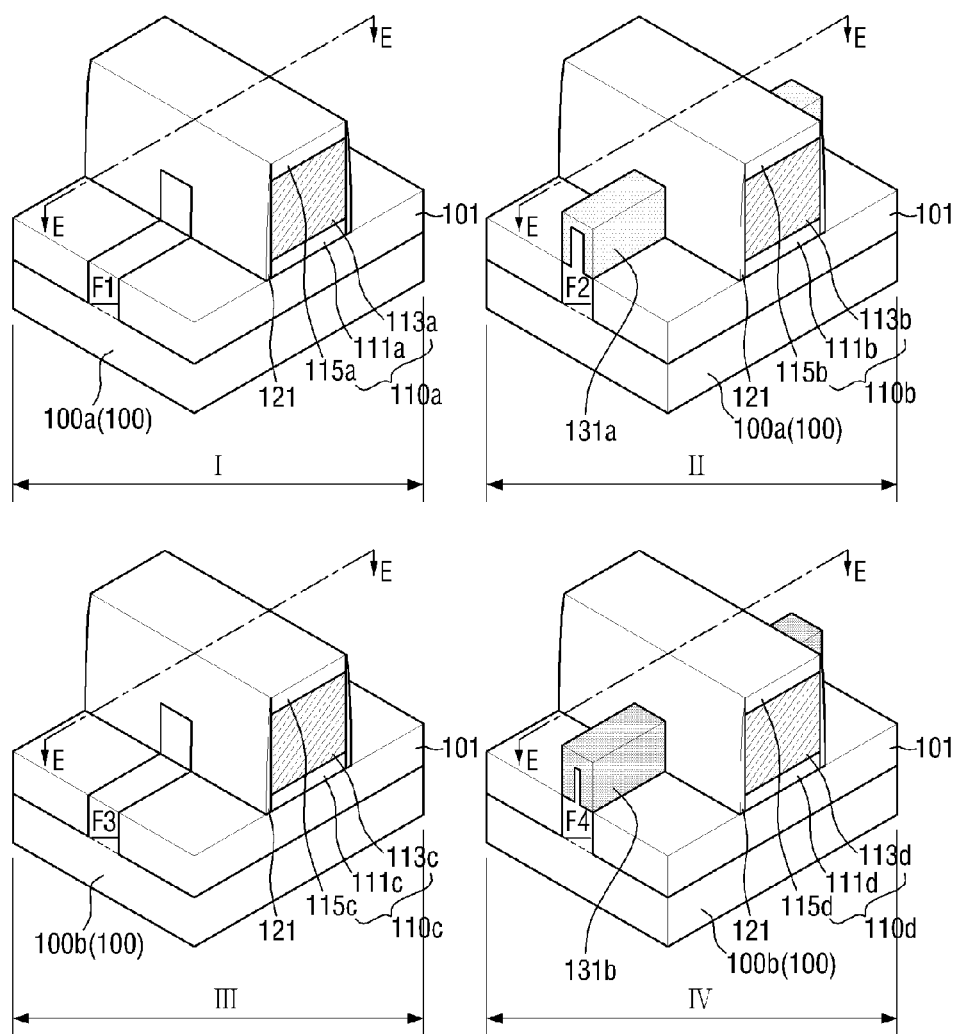 E
E
101
F1
113a
111a
115a
110a
121
100a(100)
I
E
E
101
F2
113b
111b
115b
110b
121
131a
100a(100)
II
E
E
101
F3
113c
111c
115c
110c
121
100b(100)
III
E
E
101
F4
113d
111d
115d
110d
121
131b
100b(100)
IV